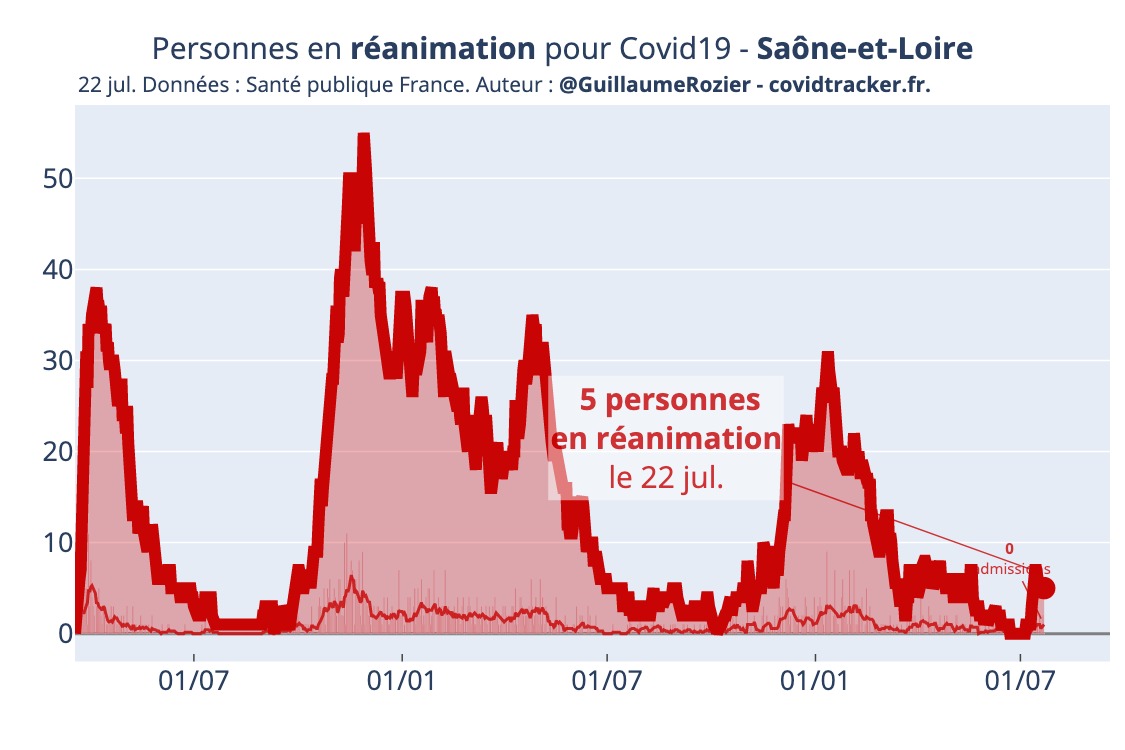 Personnes en réanimation pour Covid19 - Saône-et-Loire
22 jul. Données : Santé publique France. Auteur : @GuillaumeRozier - covidtracker.fr.
50
40
30
20
10
0
5 personnes
en réanimation
le 22 jul.
0
admissions
01/07
01/01
01/07
01/01
01/07